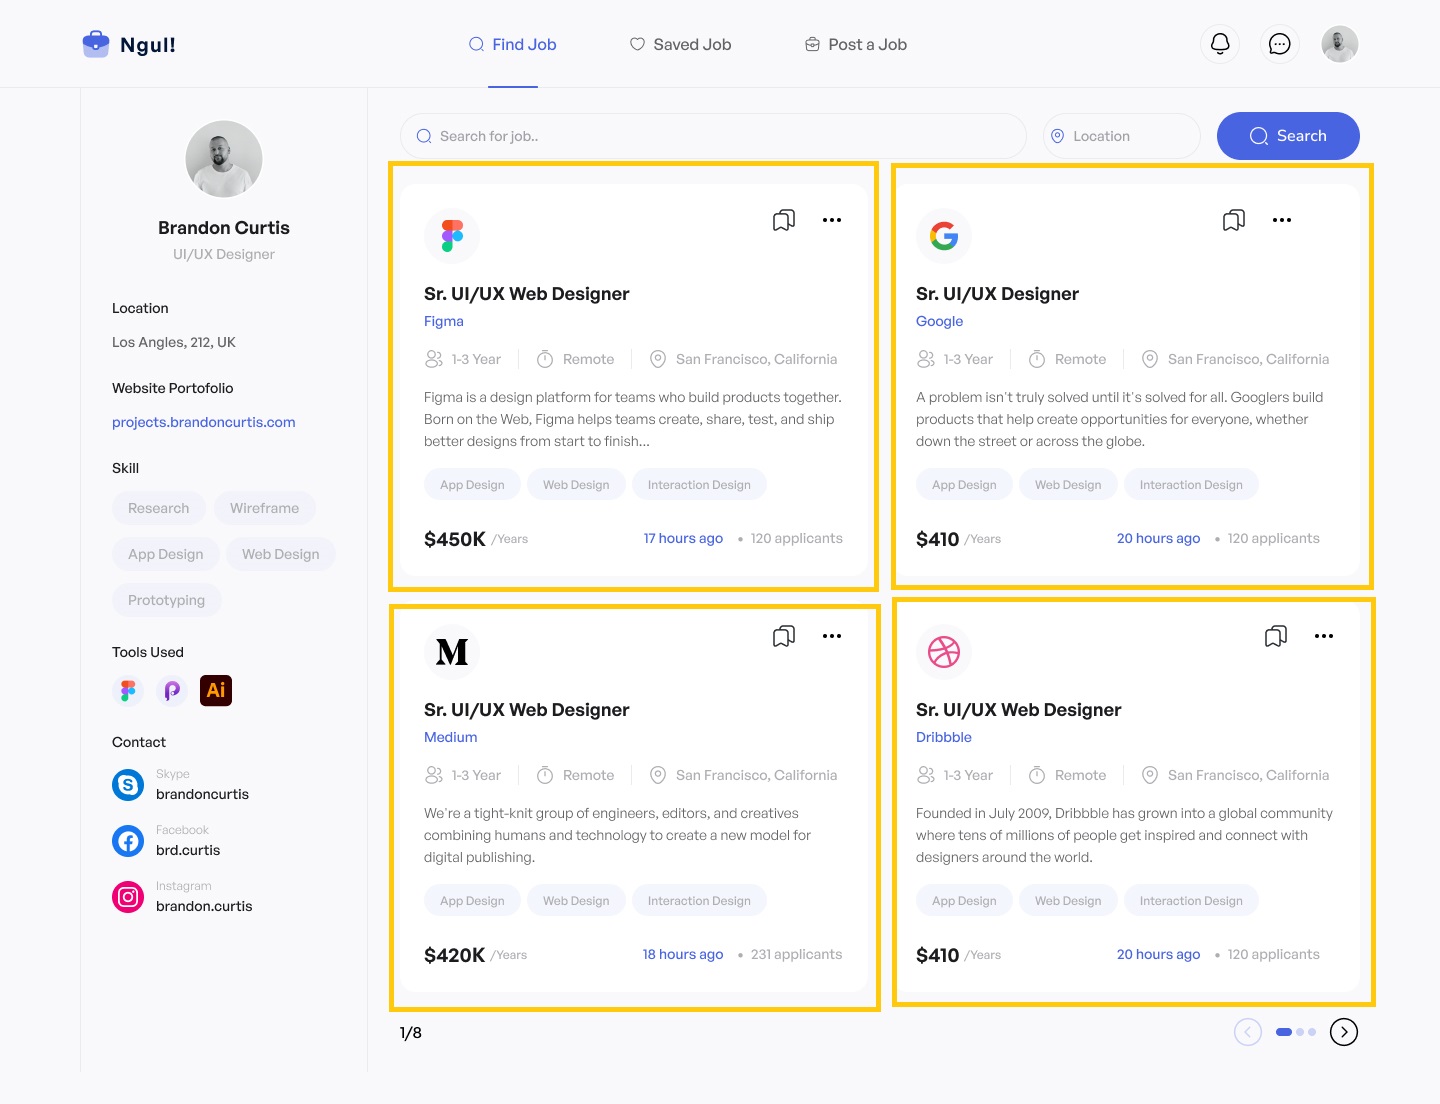 Ngul!
Find Job
Saved Job
Post a Job
Brandon Curtis
UI/UX Designer
Location
Los Angles, 212, UK
Website Portofolio
projects.brandoncurtis.com
Skill
Research
Wireframe
App Design
Web Design
Prototyping
Tools Used
Ai
Contact
Skype
brandoncurtis
Facebook
brd.curtis
Instagram
brandon.curtis
Search for job..
Location
Search
Sr. UI/UX Web Designer
Figma
1-3 Year
Remote
San Francisco, California
Figma is a design platform for teams who build products together.
Born on the Web, Figma helps teams create, share, test, and ship
better designs from start to finish...
App Design
Web Design
Interaction Design
$450K /Years
17 hours ago • 120 applicants
Sr. UI/UX Designer
Google
1-3 Year
Remote
San Francisco, California
A problem isn't truly solved until it's solved for all. Googlers build
products that help create opportunities for everyone, whether
down the street or across the globe.
App Design
Web Design
Interaction Design
$410 /Years
20 hours ago • 120 applicants
M
Sr. UI/UX Web Designer
Medium
1-3 Year
Remote
San Francisco, California
We're a tight-knit group of engineers, editors, and creatives
combining humans and technology to create a new model for
digital publishing.
App Design
Web Design
Interaction Design
$420K /Years
18 hours ago • 231 applicants
Sr. UI/UX Web Designer
Dribbble
1-3 Year
Remote
San Francisco, California
Founded in July 2009, Dribbble has grown into a global community
where tens of millions of people get inspired and connect with
designers around the world.
App Design
Web Design
Interaction Design
$410 /Years
20 hours ago • 120 applicants
1/8